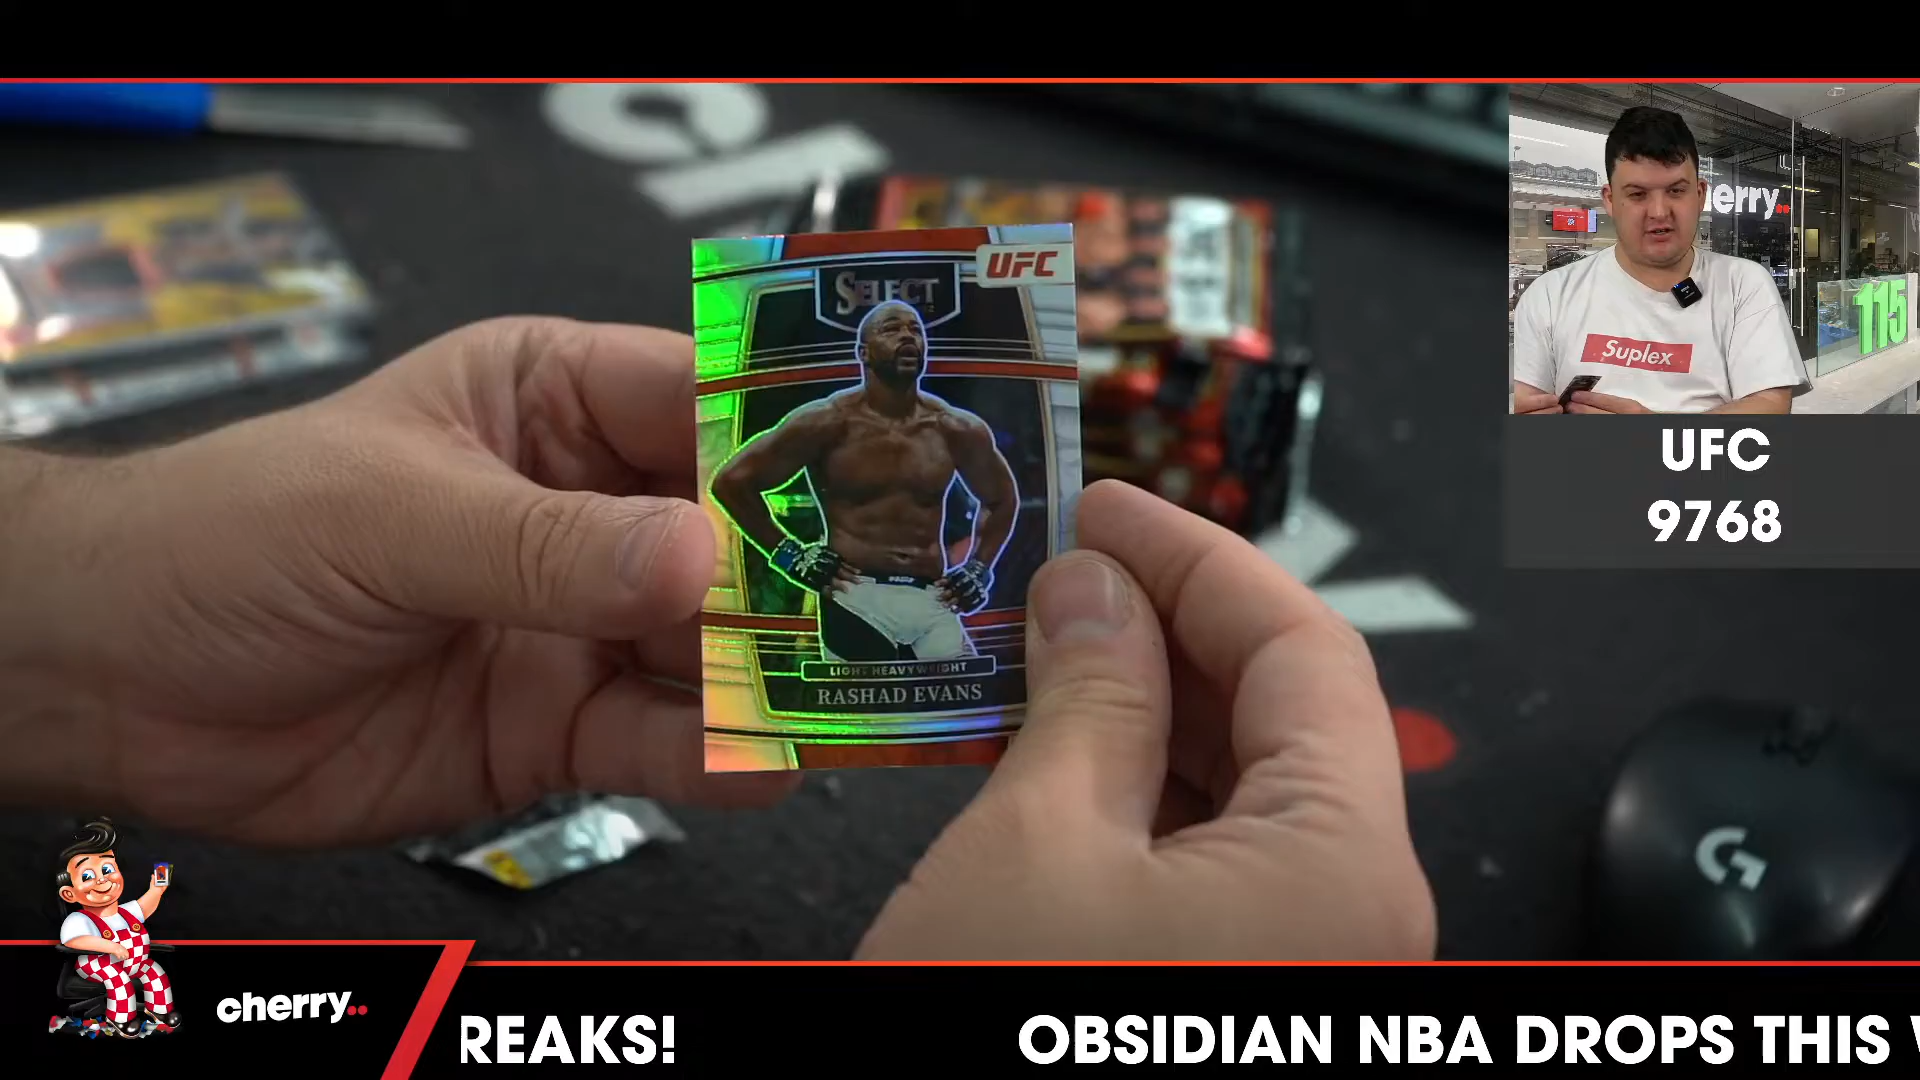 UFC
SELECT
LIGHT HEAVYWEIGHT
RASHAD EVANS
erry..
115
Suplex
UFC
9768
cherry..
REAKS!
OBSIDIAN NBA DROPS THIS